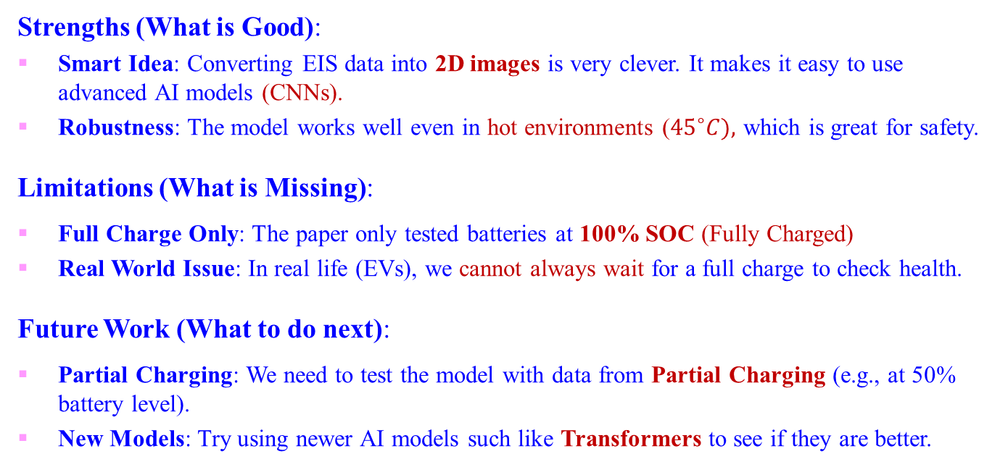 Strengths (What is Good):
▪ Smart Idea: Converting EIS data into 2D images is very clever. It makes it easy to use
advanced AI models (CNNs).
▪ Robustness: The model works well even in hot environments (45°C), which is great for safety.
Limitations (What is Missing):
▪ Full Charge Only: The paper only tested batteries at 100% SOC (Fully Charged)
▪ Real World Issue: In real life (EVs), we cannot always wait for a full charge to check health.
Future Work (What to do next):
▪ Partial Charging: We need to test the model with data from Partial Charging (e.g., at 50%
battery level).
▪ New Models: Try using newer AI models such like Transformers to see if they are better.